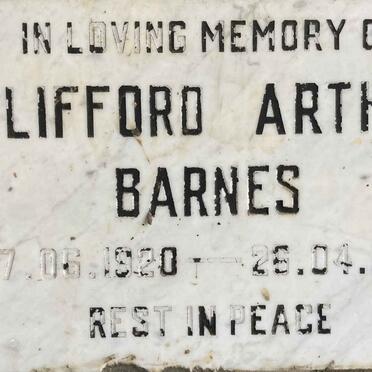 IN LOVING MEMORY O
LIFFORD ARTH
BARNES
7.06.1920 — 28.04.
REST IN PEACE